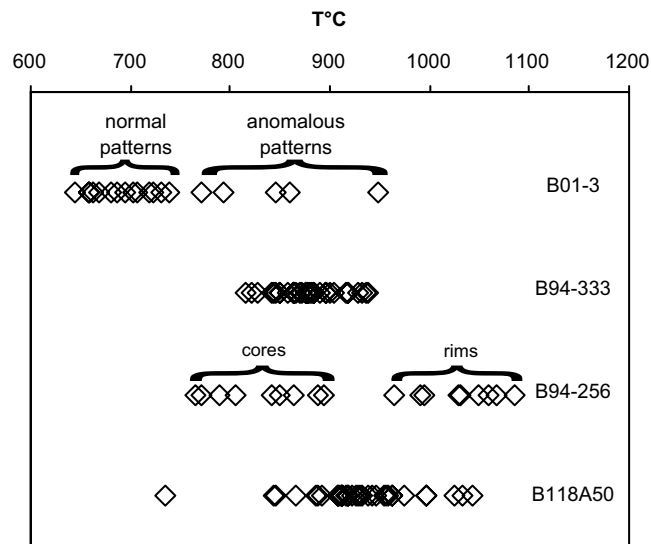 T°C
600 700 800 900 1000 1100 1200
normal
patterns
anomalous
patterns
B01-3
B94-333
cores
rims
B94-256
B118A50